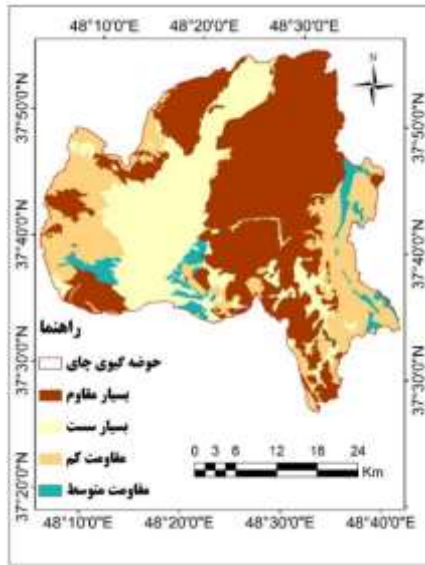 48°10'0"E 48°20'0"E 48°30'0"E
N
37°50'0"N 37°50'0"N
37°40'0"N 37°40'0"N
37°30'0"N 37°30'0"N
37°20'0"N
راهنما
حوضه گیوی چای
بسیار مقاوم
بسیار سست
مقاومت کم
مقاومت متوسط
0 3 6 12 18 24
Km
48°10'0"E 48°20'0"E 48°30'0"E 48°40'0"E